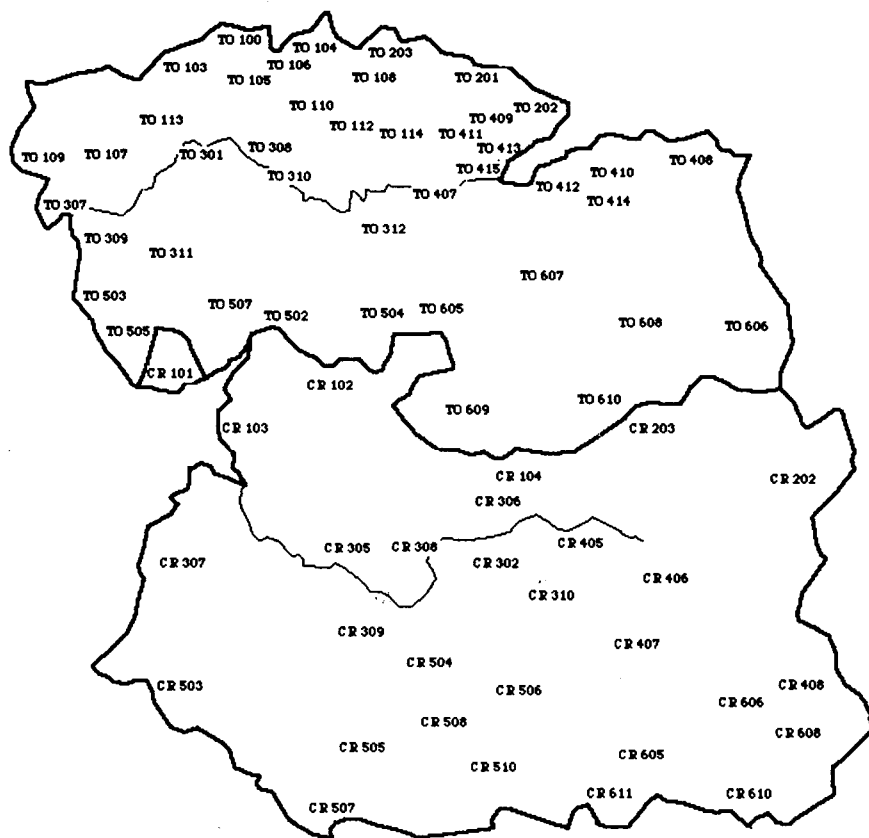 TO 100
TO 104
TO 203
TO 103
TO 106
TO 105
TO 108
TO 201
TO 110
TO 202
TO 113
TO 112
TO 409
TO 114
TO 411
TO 109
TO 107
TO 301
TO 308
TO 413
TO 310
TO 415
TO 410
TO 408
TO 412
TO 407
TO 414
TO 307
TO 312
TO 309
TO 311
TO 607
TO 503
TO 507
TO 502
TO 504
TO 605
TO 505
TO 608
TO 606
CR 101
CR 102
TO 609
TO 610
CR 103
CR 203
CR 104
CR 202
CR 306
CR 305
CR 308
CR 405
CR 307
CR 302
CR 406
CR 310
CR 309
CR 407
CR 504
CR 503
CR 506
CR 408
CR 606
CR 508
CR 608
CR 505
CR 510
CR 605
CR 507
CR 611
CR 610